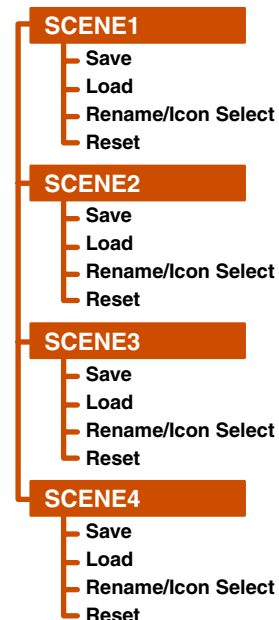 SCENE1
Save
Load
Rename/Icon Select
Reset
SCENE2
Save
Load
Rename/Icon Select
Reset
SCENE3
Save
Load
Rename/Icon Select
Reset
SCENE4
Save
Load
Rename/Icon Select
Reset